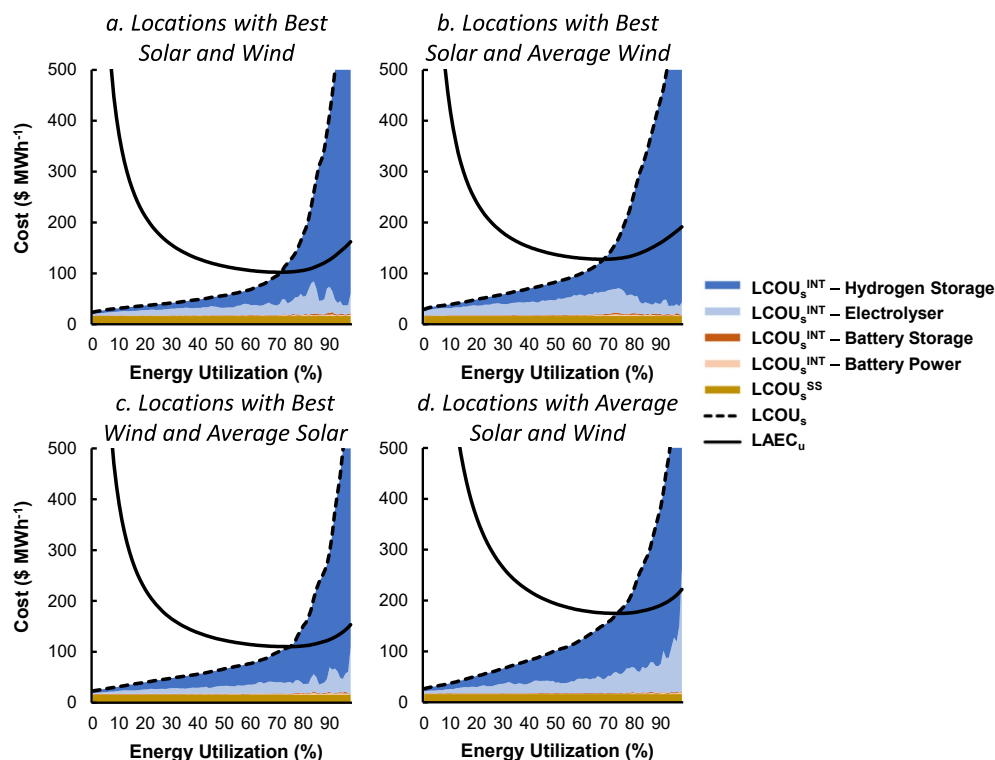 a. Locations with Best
Solar and Wind
b. Locations with Best
Solar and Average Wind
Cost ($ MWh⁻¹)
500
400
300
200
100
0
0 10 20 30 40 50 60 70 80 90
Energy Utilization (%)
500
400
300
200
100
0
0 10 20 30 40 50 60 70 80 90
Energy Utilization (%)
c. Locations with Best
Wind and Average Solar
d. Locations with Average
Solar and Wind
Cost ($ MWh⁻¹)
500
400
300
200
100
0
0 10 20 30 40 50 60 70 80 90
Energy Utilization (%)
500
400
300
200
100
0
0 10 20 30 40 50 60 70 80 90
Energy Utilization (%)
LCOUₛᴵᴺᵀ – Hydrogen Storage
LCOUₛᴵᴺᵀ – Electrolyser
LCOUₛᴵᴺᵀ – Battery Storage
LCOUₛᴵᴺᵀ – Battery Power
LCOUₛˢˢ
LCOUₛ
LAECᵤ